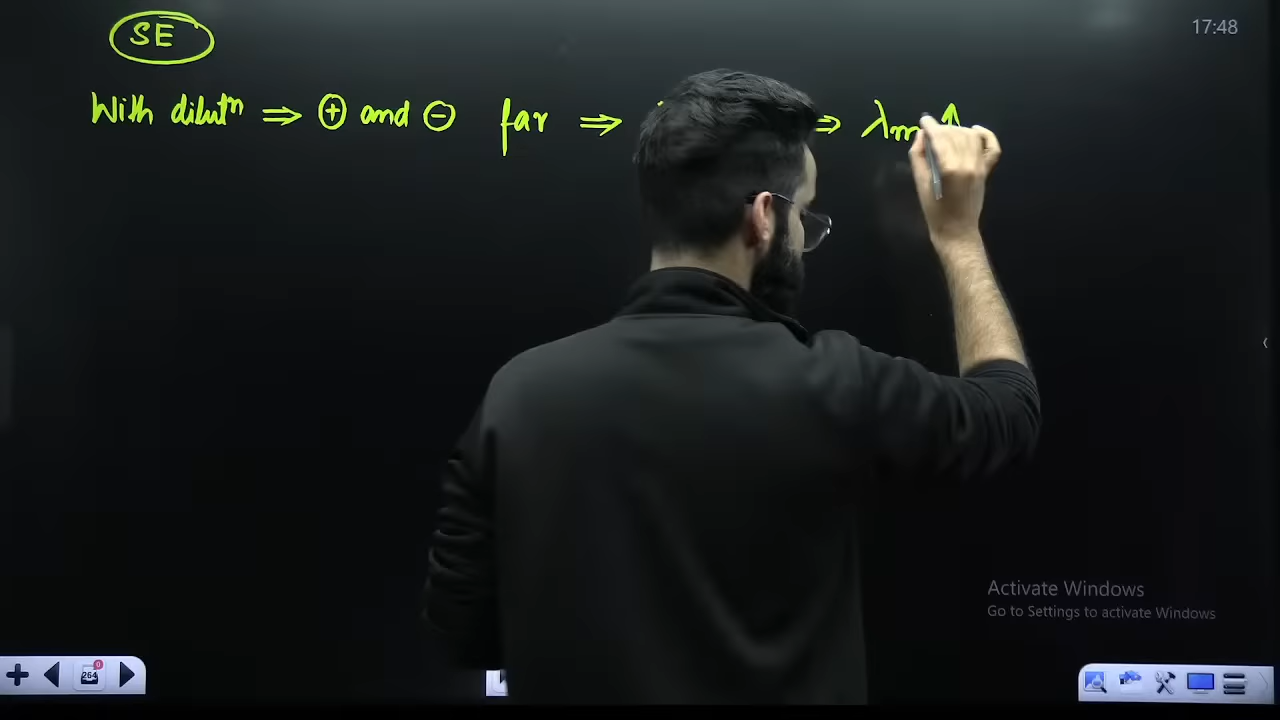 SE
17:48
With dilutⁿ ⇒ ⊕ and ⊖ far ⇒ ⇒ λm ↑
Activate Windows
Go to Settings to activate Windows
264